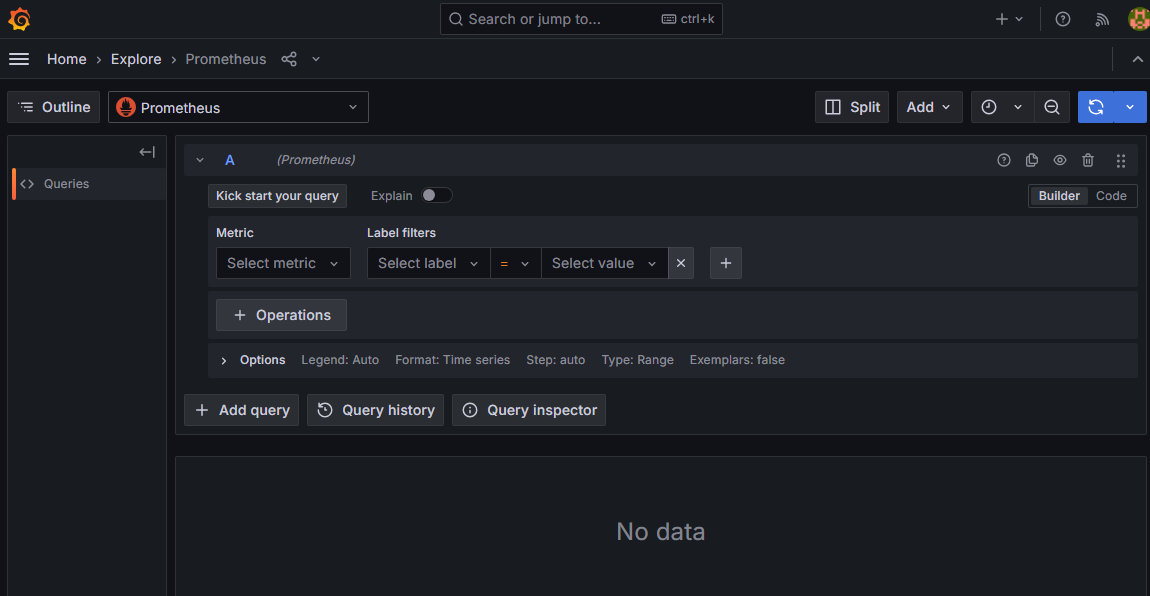 Search or jump to... ctrl+k
Home › Explore › Prometheus
Outline Prometheus Split Add
Queries
A (Prometheus)
Kick start your query Explain Builder Code
Metric Label filters
Select metric Select label = Select value
+ Operations
Options Legend: Auto Format: Time series Step: auto Type: Range Exemplars: false
+ Add query Query history Query inspector
No data